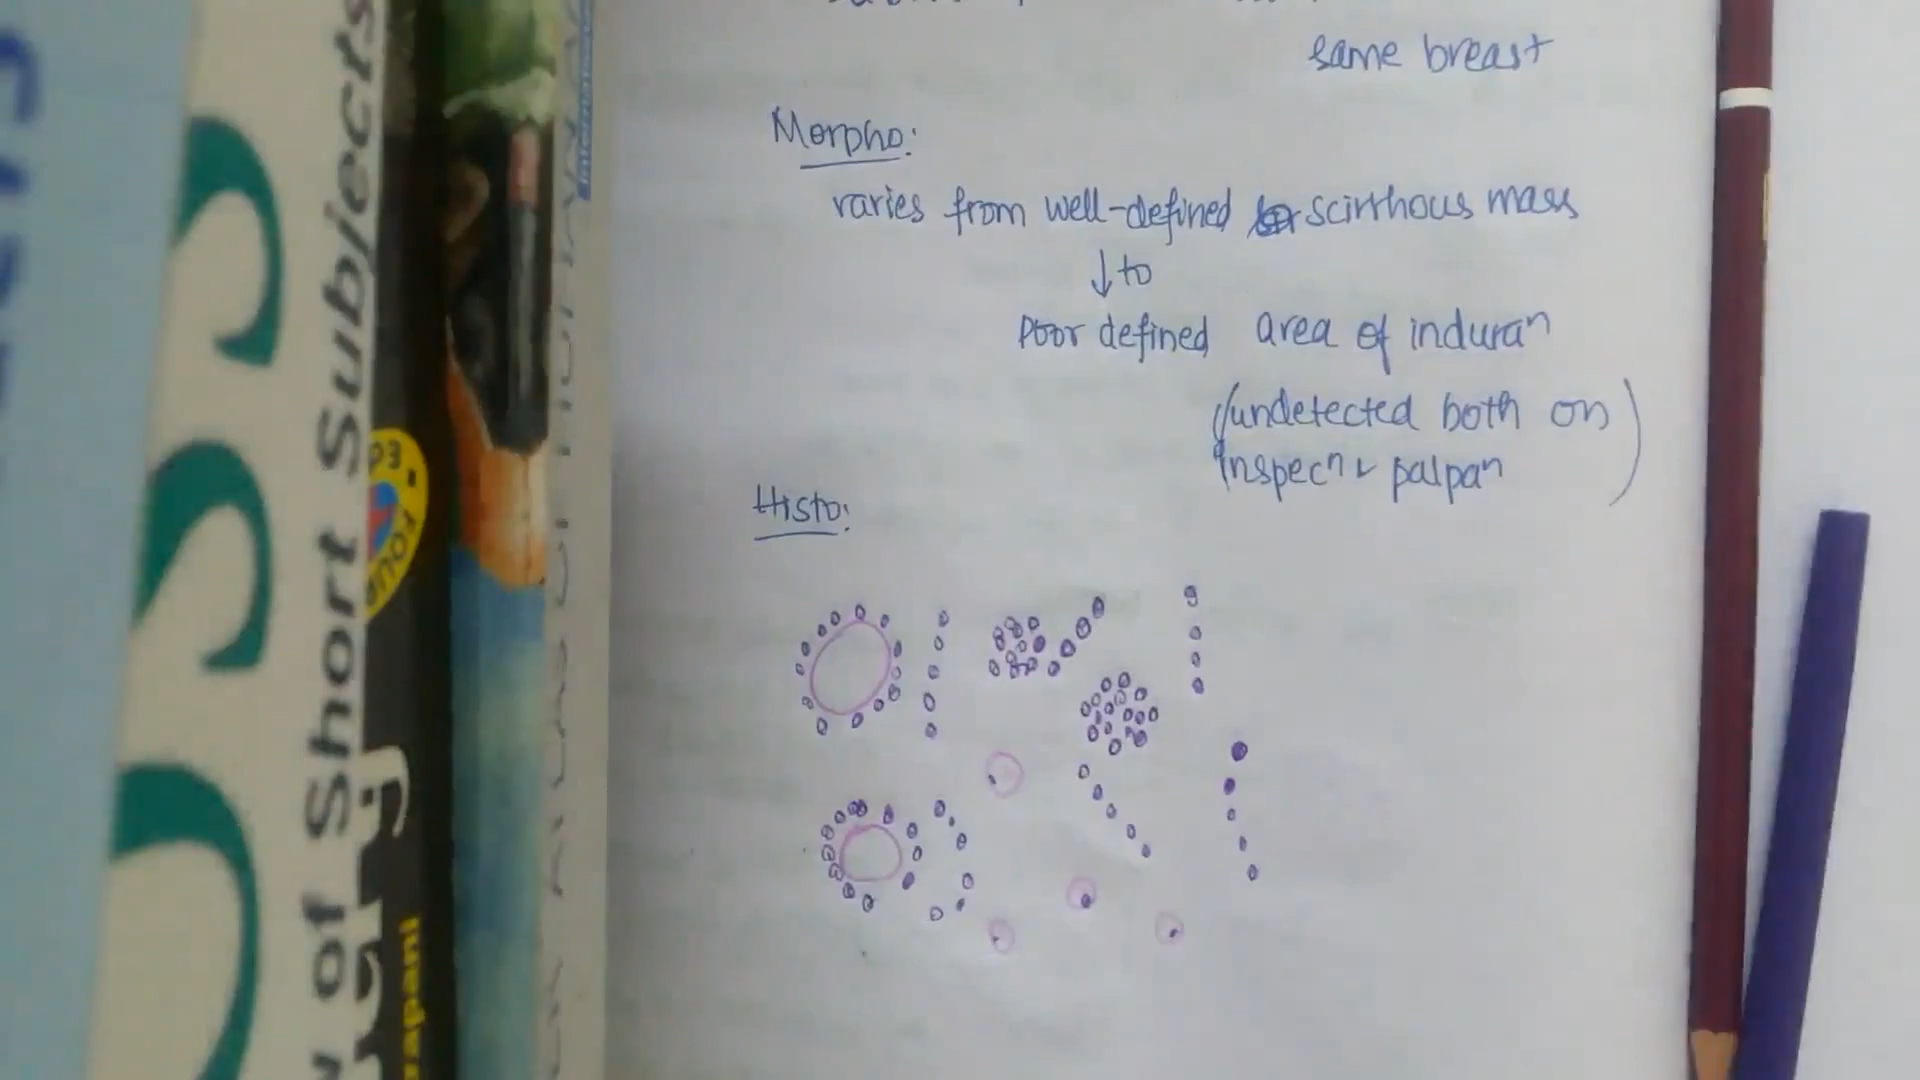 same breast
Morpho:
varies from well-defined scirrhous mass
↓ to
Poor defined area of induraⁿ
(undetected both on
inspecⁿ & palpaⁿ)
Histo:
of Short Subjects
FOUR